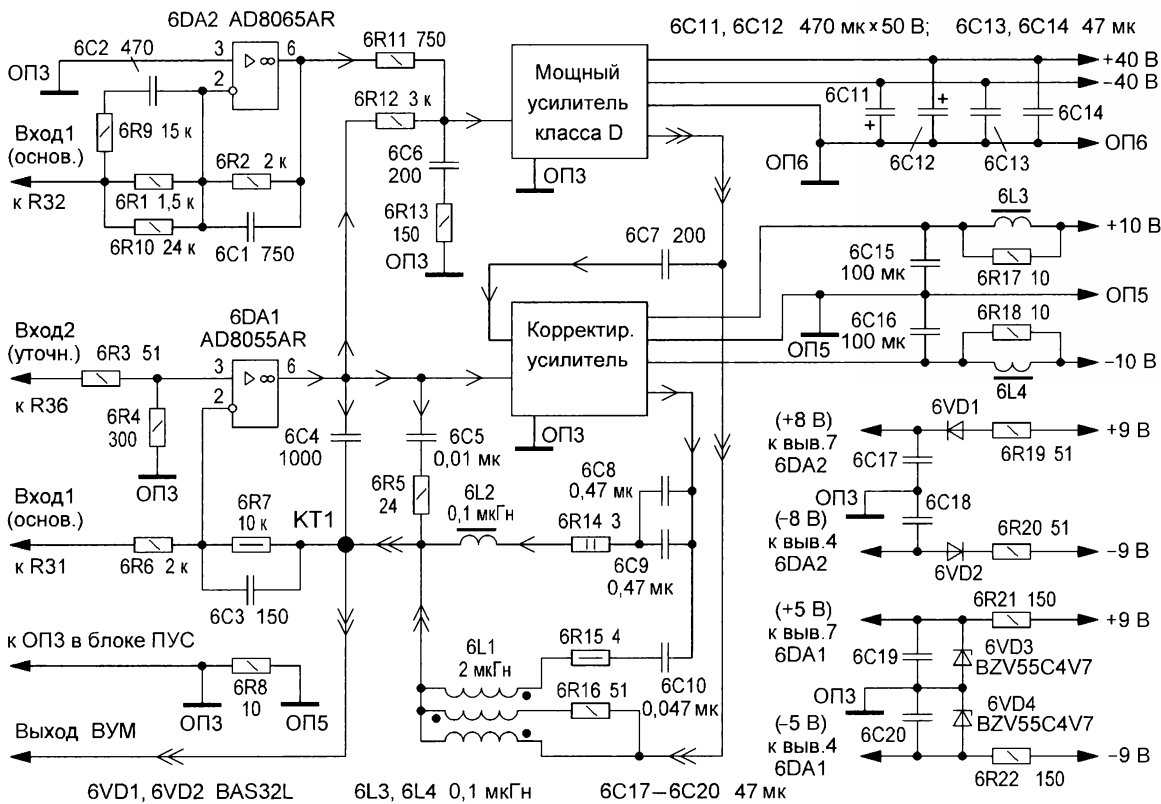 6DA2 AD8065AR
6C2 470
3
6
2
ОП3
6R9 15 к
Вход1
(основ.)
к R32
6R2 2 к
6R1 1,5 к
6R10 24 к
6C1 750
6R11 750
6R12 3 к
6C6
200
6R13
150
ОП3
Мощный
усилитель
класса D
ОП3
6C11, 6C12 470 мк×50 В; 6C13, 6C14 47 мк
+40 В
−40 В
6C11
+
+
6C14
6C12
6C13
ОП6
ОП6
6C7 200
6L3
+10 В
6C15
100 мк
6R17 10
ОП5
6R18 10
6C16
100 мк
ОП5
−10 В
6L4
Вход2
(уточн.)
к R36
6R3 51
6R4
300
ОП3
6DA1
AD8055AR
3
6
2
Корректир.
усилитель
ОП3
6C4
1000
6C5
0,01 мк
6R5
24
6L2
0,1 мкГн
6C8
0,47 мк
6R14 3
6C9
0,47 мк
Вход1
(основ.)
к R31
6R6 2 к
6R7
10 к
КТ1
6C3 150
к ОП3 в блоке ПУС
6R8
10
ОП3
ОП5
Выход ВУМ
6L1
2 мкГн
6R15 4
6R16 51
6C10
0,047 мк
(+8 В)
к выв.7
6DA2
6VD1
+9 В
6R19 51
6C17
ОП3
6C18
(−8 В)
к выв.4
6DA2
6R20 51
−9 В
6VD2
(+5 В)
к выв.7
6DA1
6R21 150
+9 В
6C19
6VD3
BZV55C4V7
ОП3
6VD4
BZV55C4V7
(−5 В)
к выв.4
6DA1
6C20
−9 В
6R22 150
6VD1, 6VD2 BAS32L 6L3, 6L4 0,1 мкГн 6C17−6C20 47 мк